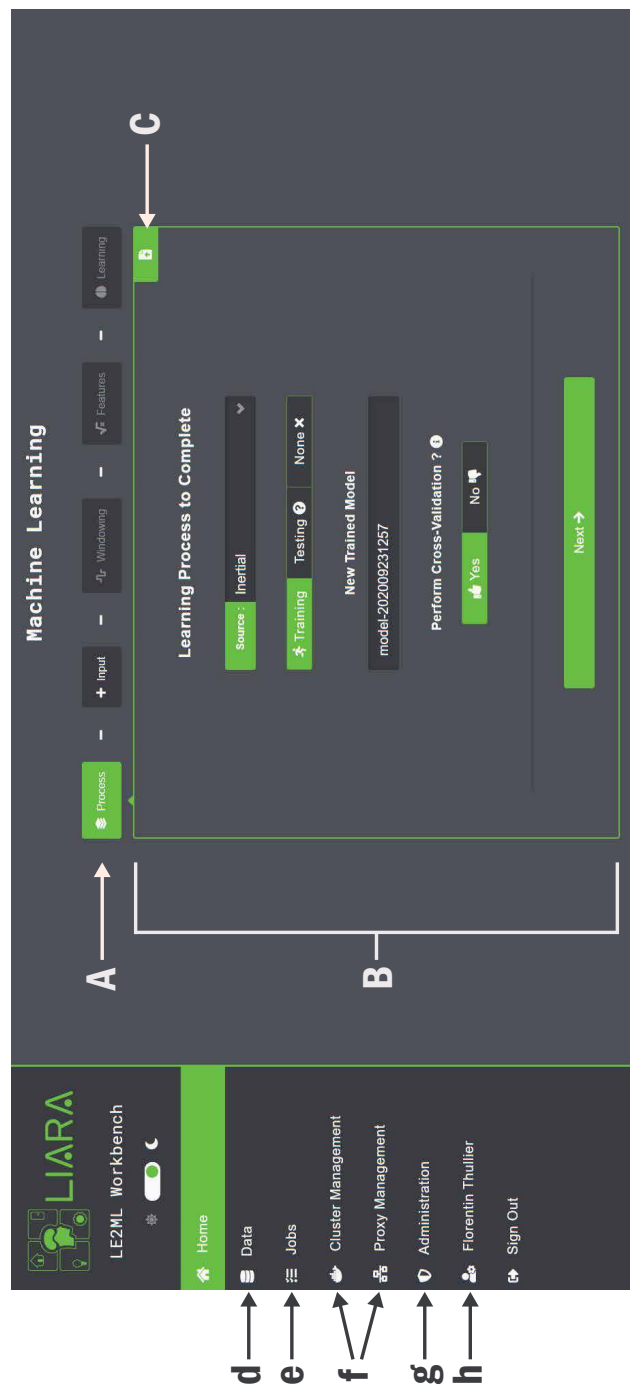 LIARA
LE2ML Workbench
Home
d
Data
e
Jobs
f
Cluster Management
Proxy Management
g
Administration
h
Florentin Thullier
Sign Out
Machine Learning
A
Process
Input
Windowing
Features
Learning
C
B
Learning Process to Complete
Source : Inertial
Training Testing None
New Trained Model
model-202009231257
Perform Cross-Validation ?
Yes No
Next